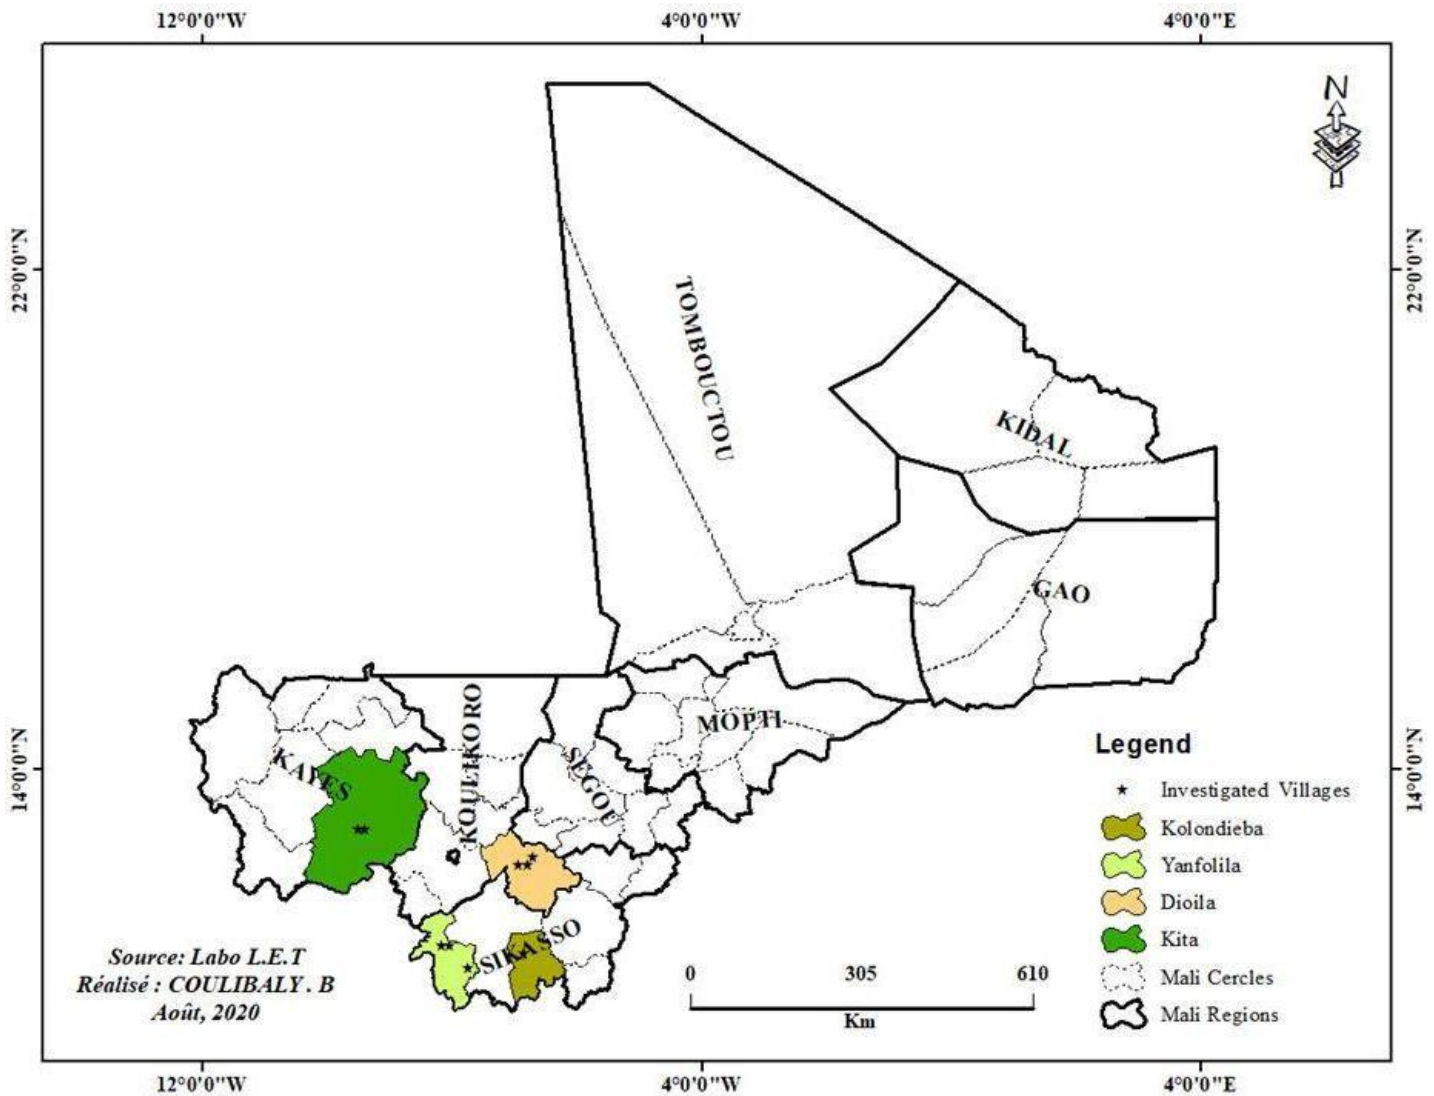 12°0'0"W 4°0'0"W 4°0'0"E
N
22°0'0"N 22°0'0"N
TOMBOUCTOU
KIDAL
GAO
MOPTI
KOULIKORO
SEGOU
KAYES
SIKASSO
14°0'0"N 14°0'0"N
Legend
Investigated Villages
Kolondieba
Yanfolila
Dioila
Kita
Mali Cercles
Mali Regions
Source: Labo L.E.T
Réalisé : COULIBALY . B
Août, 2020
0 305 610
Km
12°0'0"W 4°0'0"W 4°0'0"E